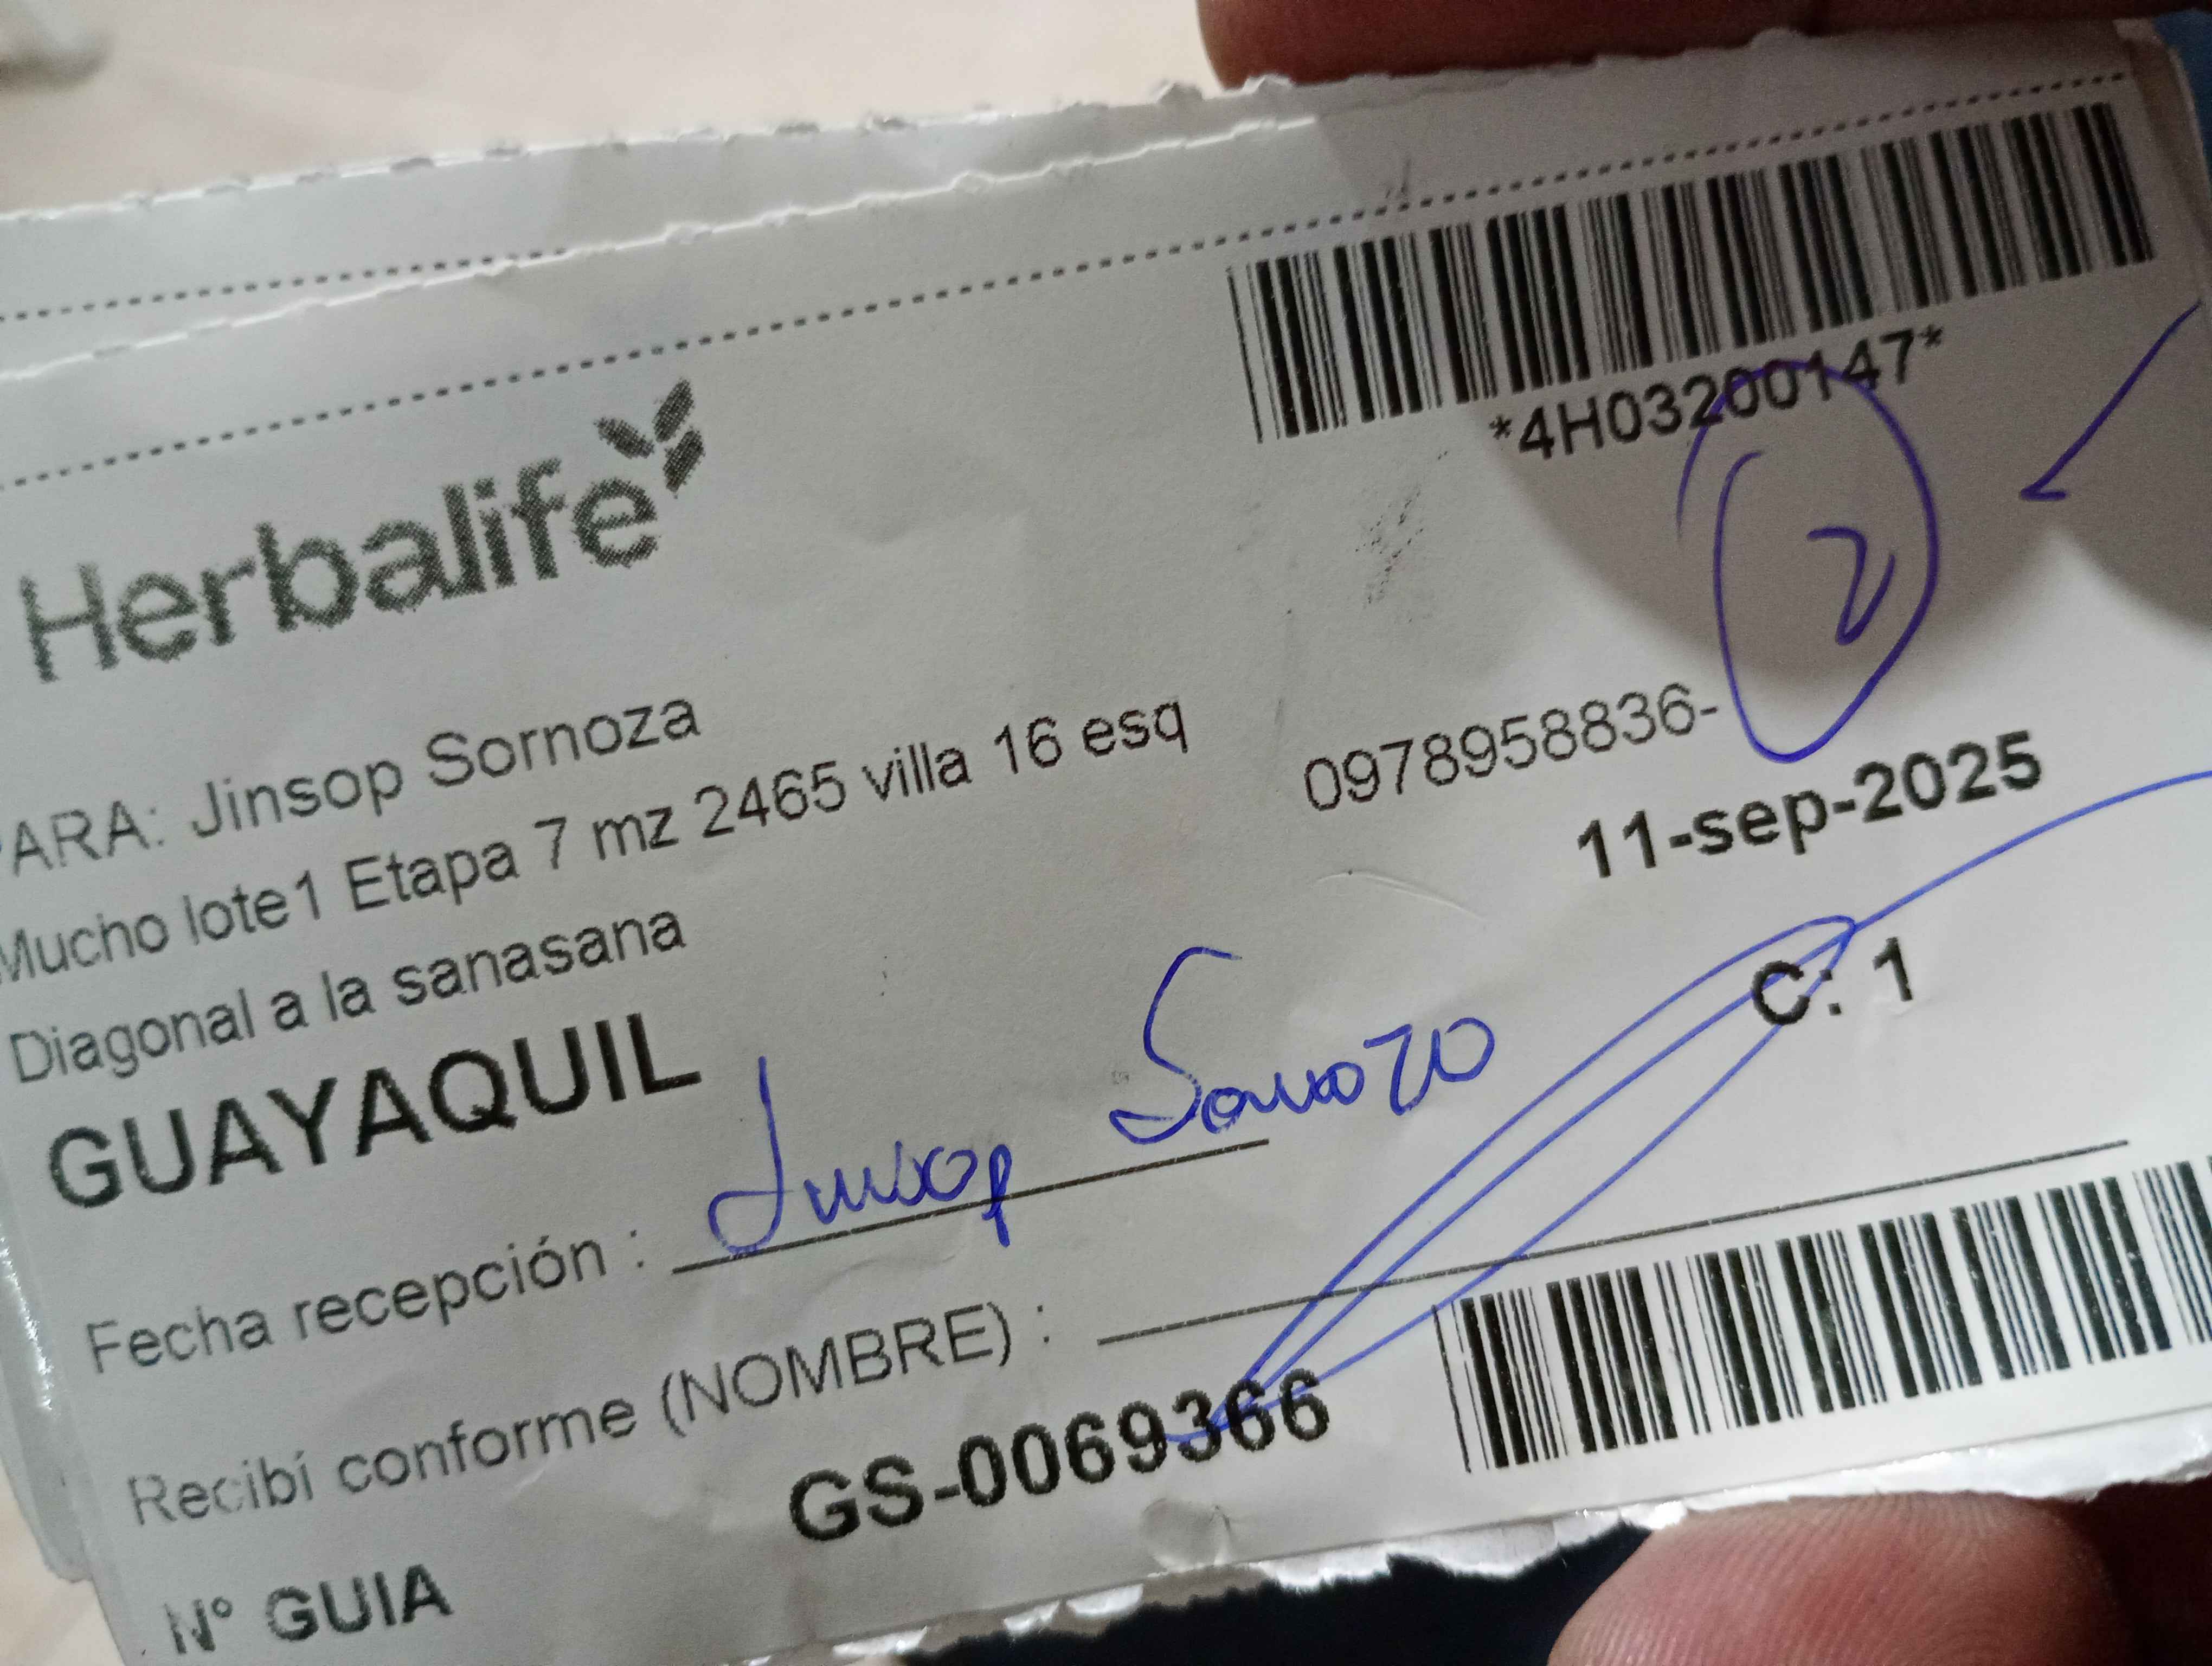 *4H03200147*
2
Herbalife
PARA: Jinsop Sornoza
Mucho lote1 Etapa 7 mz 2465 villa 16 esq 0978958836-
Diagonal a la sanasana 11-sep-2025
GUAYAQUIL C: 1
Fecha recepción : Jinsop Sornoza
Recibí conforme (NOMBRE) :
N° GUIA GS-0069366